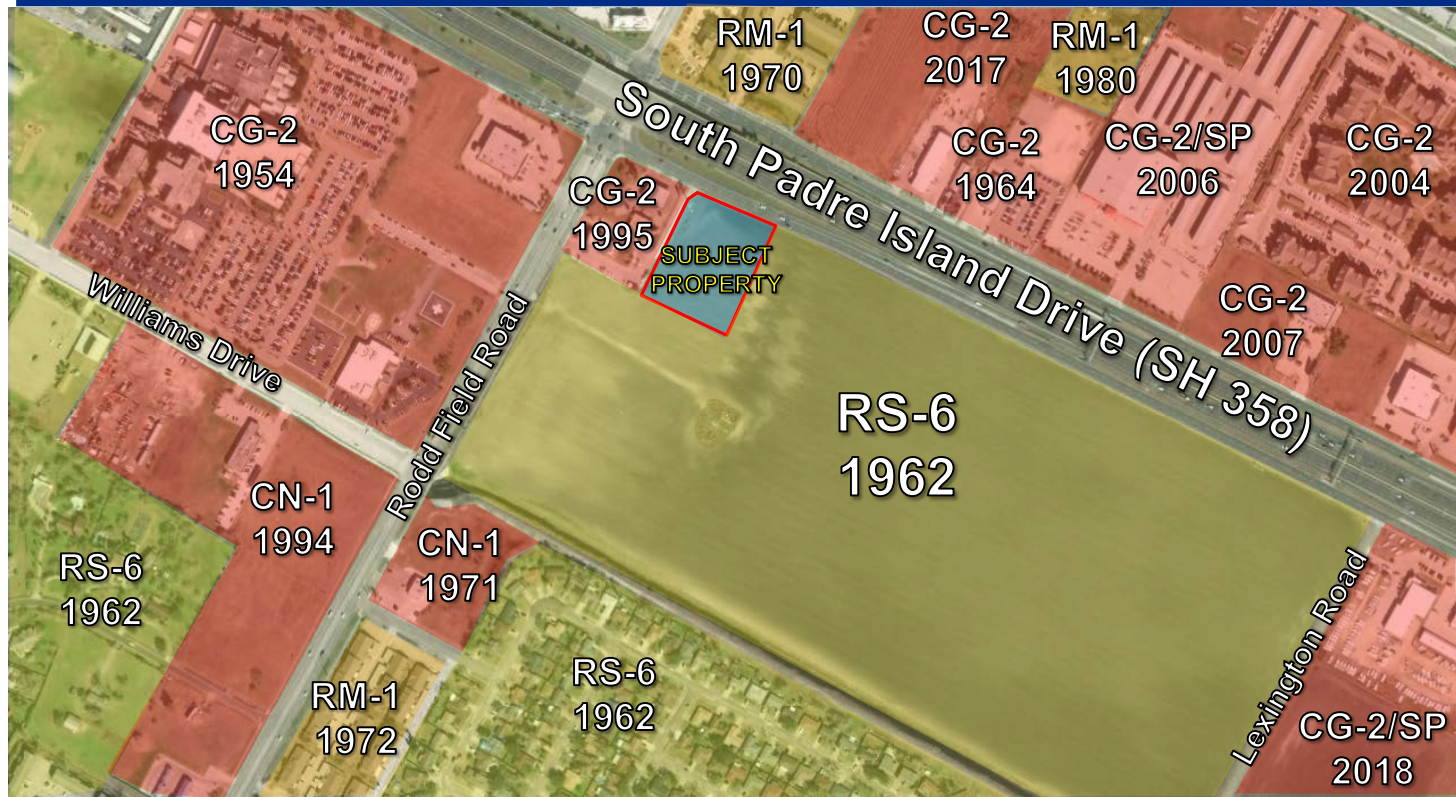 RM-1
1970
CG-2
2017
RM-1
1980
CG-2
1954
South Padre Island Drive (SH 358)
CG-2
1964
CG-2/SP
2006
CG-2
2004
CG-2
1995
SUBJECT
PROPERTY
Williams Drive
Rodd Field Road
CG-2
2007
RS-6
1962
CN-1
1994
CN-1
1971
RS-6
1962
RM-1
1972
RS-6
1962
Lexington Road
CG-2/SP
2018